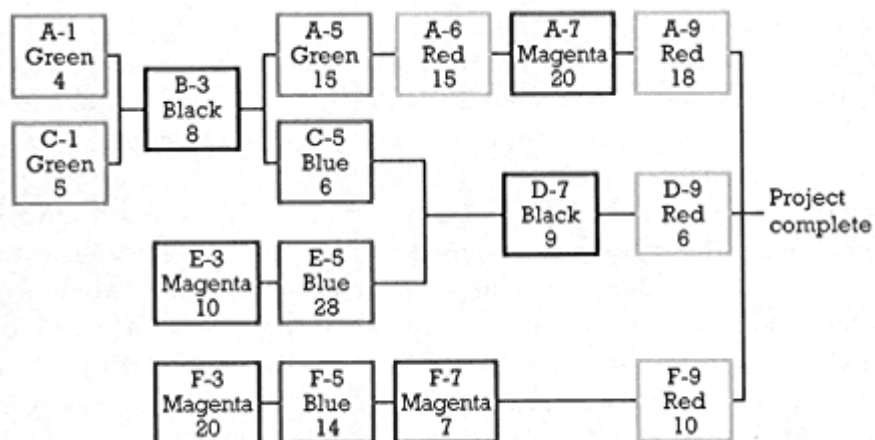 A-1
Green
4
C-1
Green
5
B-3
Black
8
A-5
Green
15
A-6
Red
15
A-7
Magenta
20
A-9
Red
18
C-5
Blue
6
D-7
Black
9
D-9
Red
6
Project
complete
E-3
Magenta
10
E-5
Blue
28
F-3
Magenta
20
F-5
Blue
14
F-7
Magenta
7
F-9
Red
10